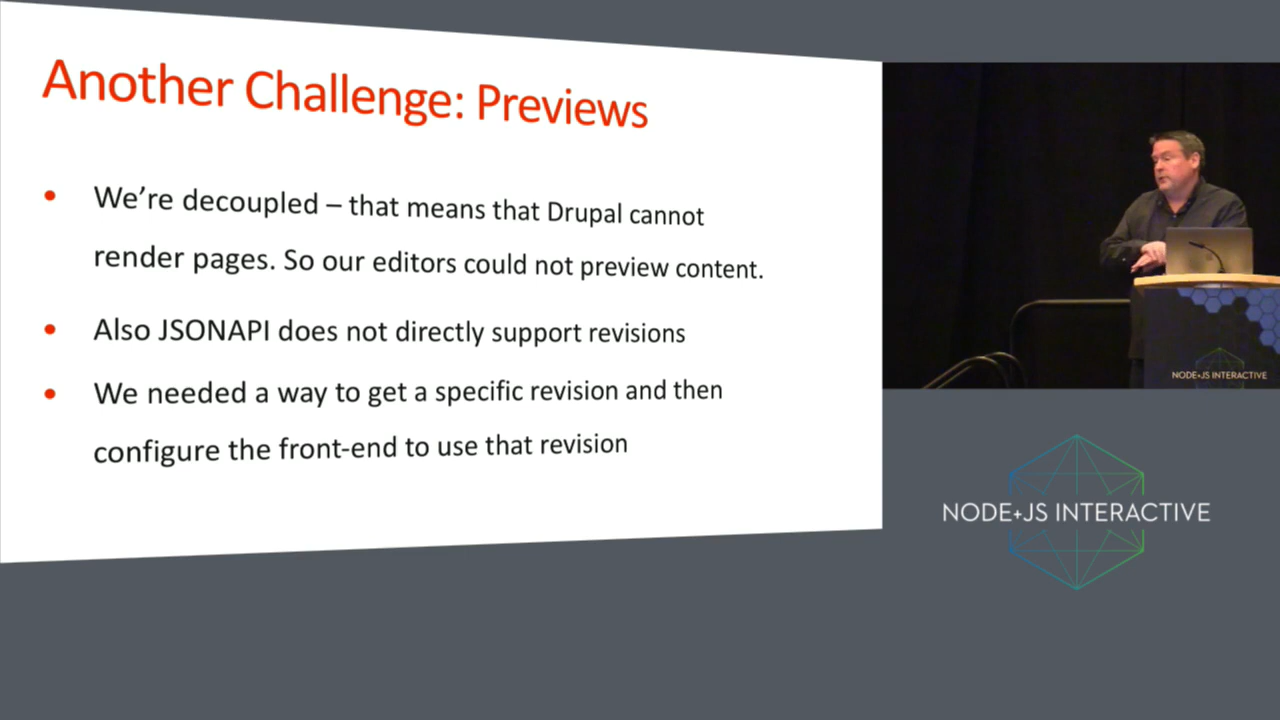 Another Challenge: Previews
• We’re decoupled – that means that Drupal cannot
render pages. So our editors could not preview content.
• Also JSONAPI does not directly support revisions
• We needed a way to get a specific revision and then
configure the front-end to use that revision
NODE+JS INTERACTIVE
NODE+JS INTERACTIVE